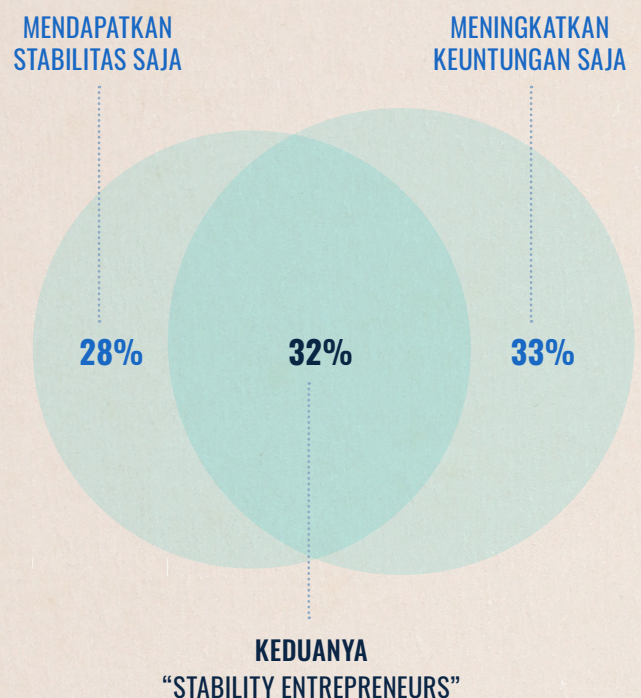 MENDAPATKAN
STABILITAS SAJA
MENINGKATKAN
KEUNTUNGAN SAJA
28%
32%
33%
KEDUANYA
“STABILITY ENTREPRENEURS”